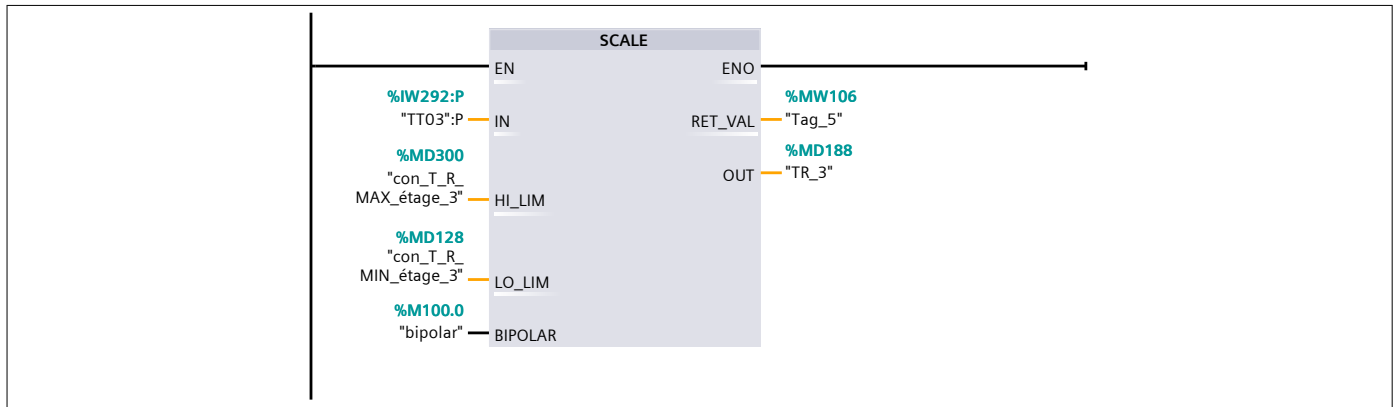 SCALE
EN
ENO
%IW292:P
"TT03":P
IN
RET_VAL
%MW106
"Tag_5"
%MD300
"con_T_R_
MAX_étage_3"
HI_LIM
OUT
%MD188
"TR_3"
%MD128
"con_T_R_
MIN_étage_3"
LO_LIM
%M100.0
"bipolar"
BIPOLAR